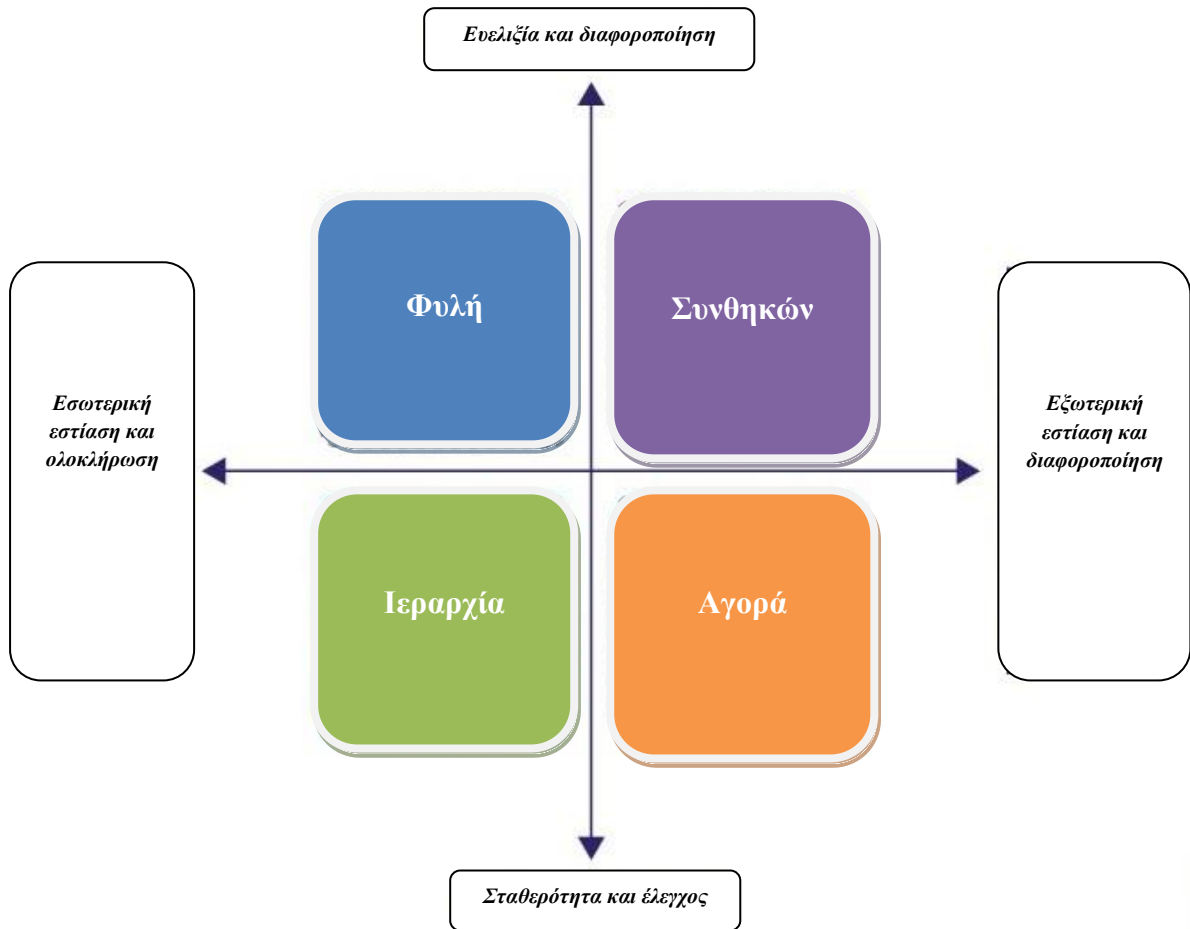 Ευελιξία και διαφοροποίηση
Φυλή
Συνθηκών
Εσωτερική
εστίαση και
ολοκλήρωση
Εξωτερική
εστίαση και
διαφοροποίηση
Ιεραρχία
Αγορά
Σταθερότητα και έλεγχος